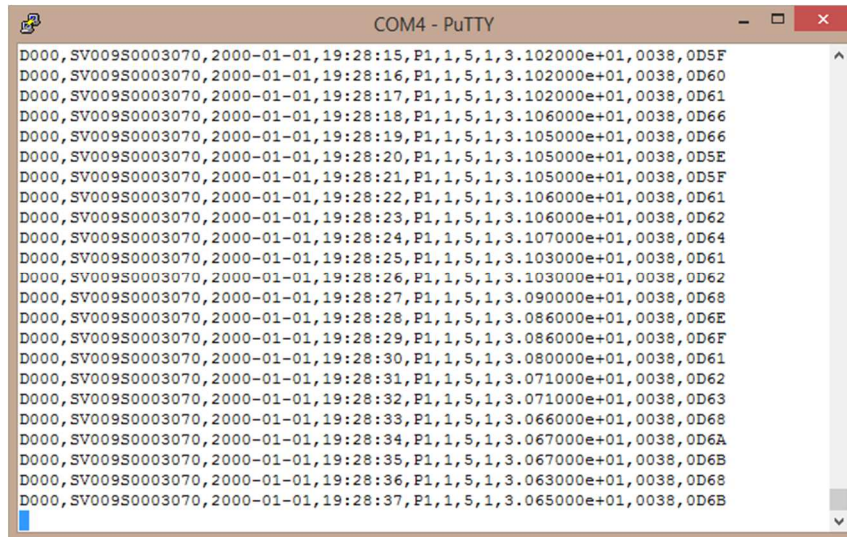 COM4 - PuTTY
D000,SV009S0003070,2000-01-01,19:28:15,P1,1,5,1,3.102000e+01,0038,0D5F
D000,SV009S0003070,2000-01-01,19:28:16,P1,1,5,1,3.102000e+01,0038,0D60
D000,SV009S0003070,2000-01-01,19:28:17,P1,1,5,1,3.102000e+01,0038,0D61
D000,SV009S0003070,2000-01-01,19:28:18,P1,1,5,1,3.106000e+01,0038,0D66
D000,SV009S0003070,2000-01-01,19:28:19,P1,1,5,1,3.105000e+01,0038,0D66
D000,SV009S0003070,2000-01-01,19:28:20,P1,1,5,1,3.105000e+01,0038,0D5E
D000,SV009S0003070,2000-01-01,19:28:21,P1,1,5,1,3.105000e+01,0038,0D5F
D000,SV009S0003070,2000-01-01,19:28:22,P1,1,5,1,3.106000e+01,0038,0D61
D000,SV009S0003070,2000-01-01,19:28:23,P1,1,5,1,3.106000e+01,0038,0D62
D000,SV009S0003070,2000-01-01,19:28:24,P1,1,5,1,3.107000e+01,0038,0D64
D000,SV009S0003070,2000-01-01,19:28:25,P1,1,5,1,3.103000e+01,0038,0D61
D000,SV009S0003070,2000-01-01,19:28:26,P1,1,5,1,3.103000e+01,0038,0D62
D000,SV009S0003070,2000-01-01,19:28:27,P1,1,5,1,3.090000e+01,0038,0D68
D000,SV009S0003070,2000-01-01,19:28:28,P1,1,5,1,3.086000e+01,0038,0D6E
D000,SV009S0003070,2000-01-01,19:28:29,P1,1,5,1,3.086000e+01,0038,0D6F
D000,SV009S0003070,2000-01-01,19:28:30,P1,1,5,1,3.080000e+01,0038,0D61
D000,SV009S0003070,2000-01-01,19:28:31,P1,1,5,1,3.071000e+01,0038,0D62
D000,SV009S0003070,2000-01-01,19:28:32,P1,1,5,1,3.071000e+01,0038,0D63
D000,SV009S0003070,2000-01-01,19:28:33,P1,1,5,1,3.066000e+01,0038,0D68
D000,SV009S0003070,2000-01-01,19:28:34,P1,1,5,1,3.067000e+01,0038,0D6A
D000,SV009S0003070,2000-01-01,19:28:35,P1,1,5,1,3.067000e+01,0038,0D6B
D000,SV009S0003070,2000-01-01,19:28:36,P1,1,5,1,3.063000e+01,0038,0D68
D000,SV009S0003070,2000-01-01,19:28:37,P1,1,5,1,3.065000e+01,0038,0D6B